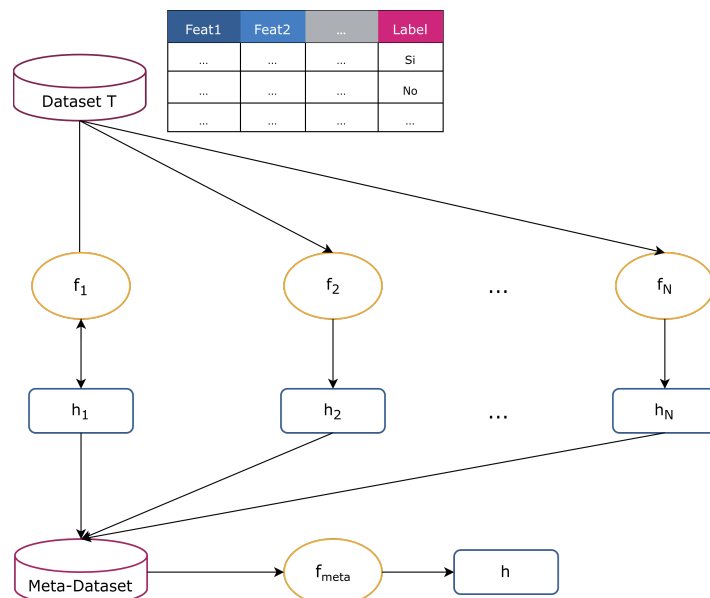 Feat1 Feat2 ... Label
... ... ... Si
... ... ... No
... ... ... ...
Dataset T
f1 f2 ... fN
h1 h2 ... hN
Meta-Dataset fmeta h